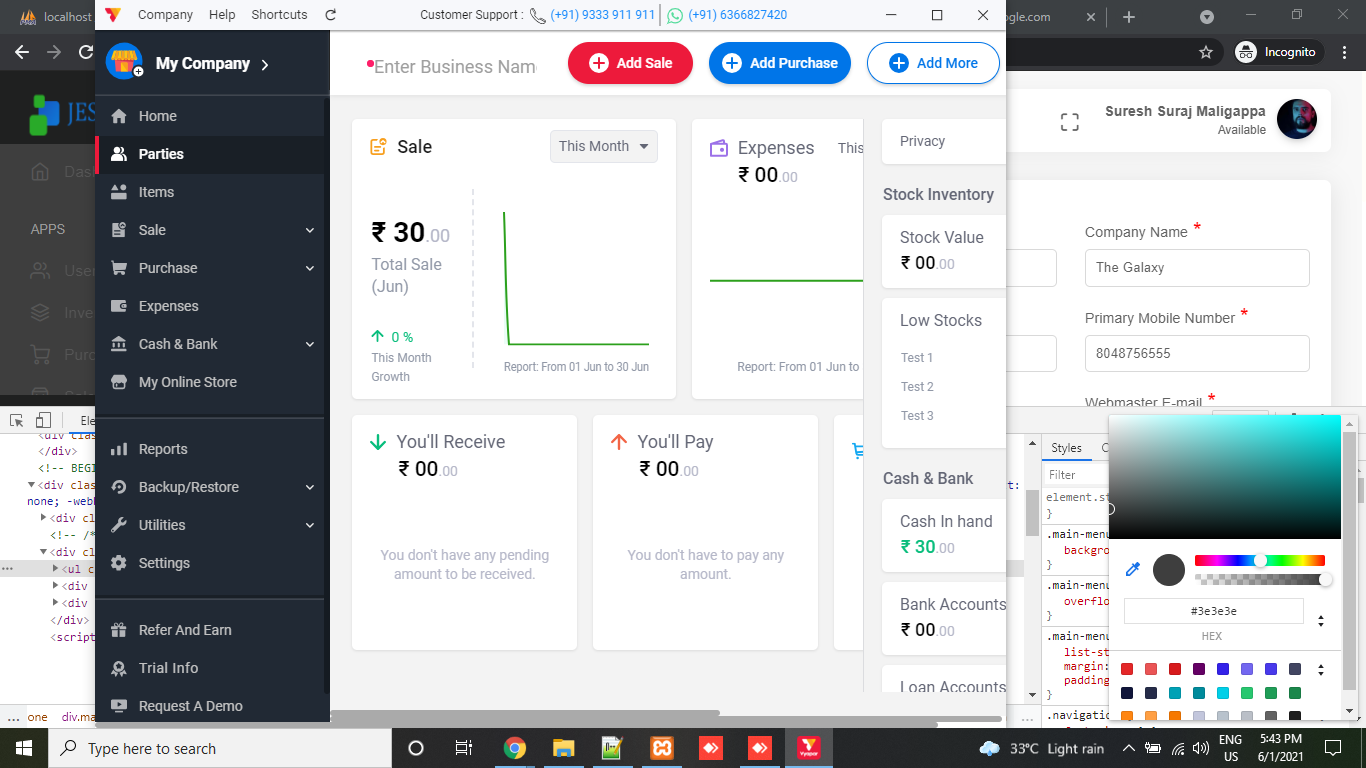 localhost
Company Help Shortcuts
Customer Support : (+91) 9333 911 911 | (+91) 6366827420
ogle.com
Incognito
My Company
Enter Business Nam
Add Sale
Add Purchase
Add More
JES
Home
Parties
Items
Sale
Purchase
Expenses
Cash & Bank
My Online Store
Reports
Backup/Restore
Utilities
Settings
Refer And Earn
Trial Info
Request A Demo
Das
APPS
User
Inve
Purc
Sale
This Month
₹ 30.00
Total Sale
(Jun)
0 %
This Month
Growth
Report: From 01 Jun to 30 Jun
Expenses
This
₹ 00.00
Report: From 01 Jun to
You'll Receive
₹ 00.00
You don't have any pending
amount to be received.
You'll Pay
₹ 00.00
You don't have to pay any
amount.
Privacy
Stock Inventory
Stock Value
₹ 00.00
Low Stocks
Test 1
Test 2
Test 3
Cash & Bank
Cash In hand
₹ 30.00
Bank Accounts
₹ 00.00
Loan Accounts
Suresh Suraj Maligappa
Available
Company Name *
The Galaxy
Primary Mobile Number *
8048756555
Webmaster E-mail *
Ele
<div clas
</div>
<!-- BEGI
<div clas
none; -webl
<div cl
<!-- /*
<div cl
<ul c
<div
<div
</div>
<script
... one div.ma
t:
...
Styles C
Filter
element.st
}
.main-menu
backgro
.main-menu
overflo
}
.main-menu
list-st
margin:
padding
}
.navigatio
#3e3e3e
HEX
Type here to search
Vyapar
33°C Light rain
ENG
US
5:43 PM
6/1/2021